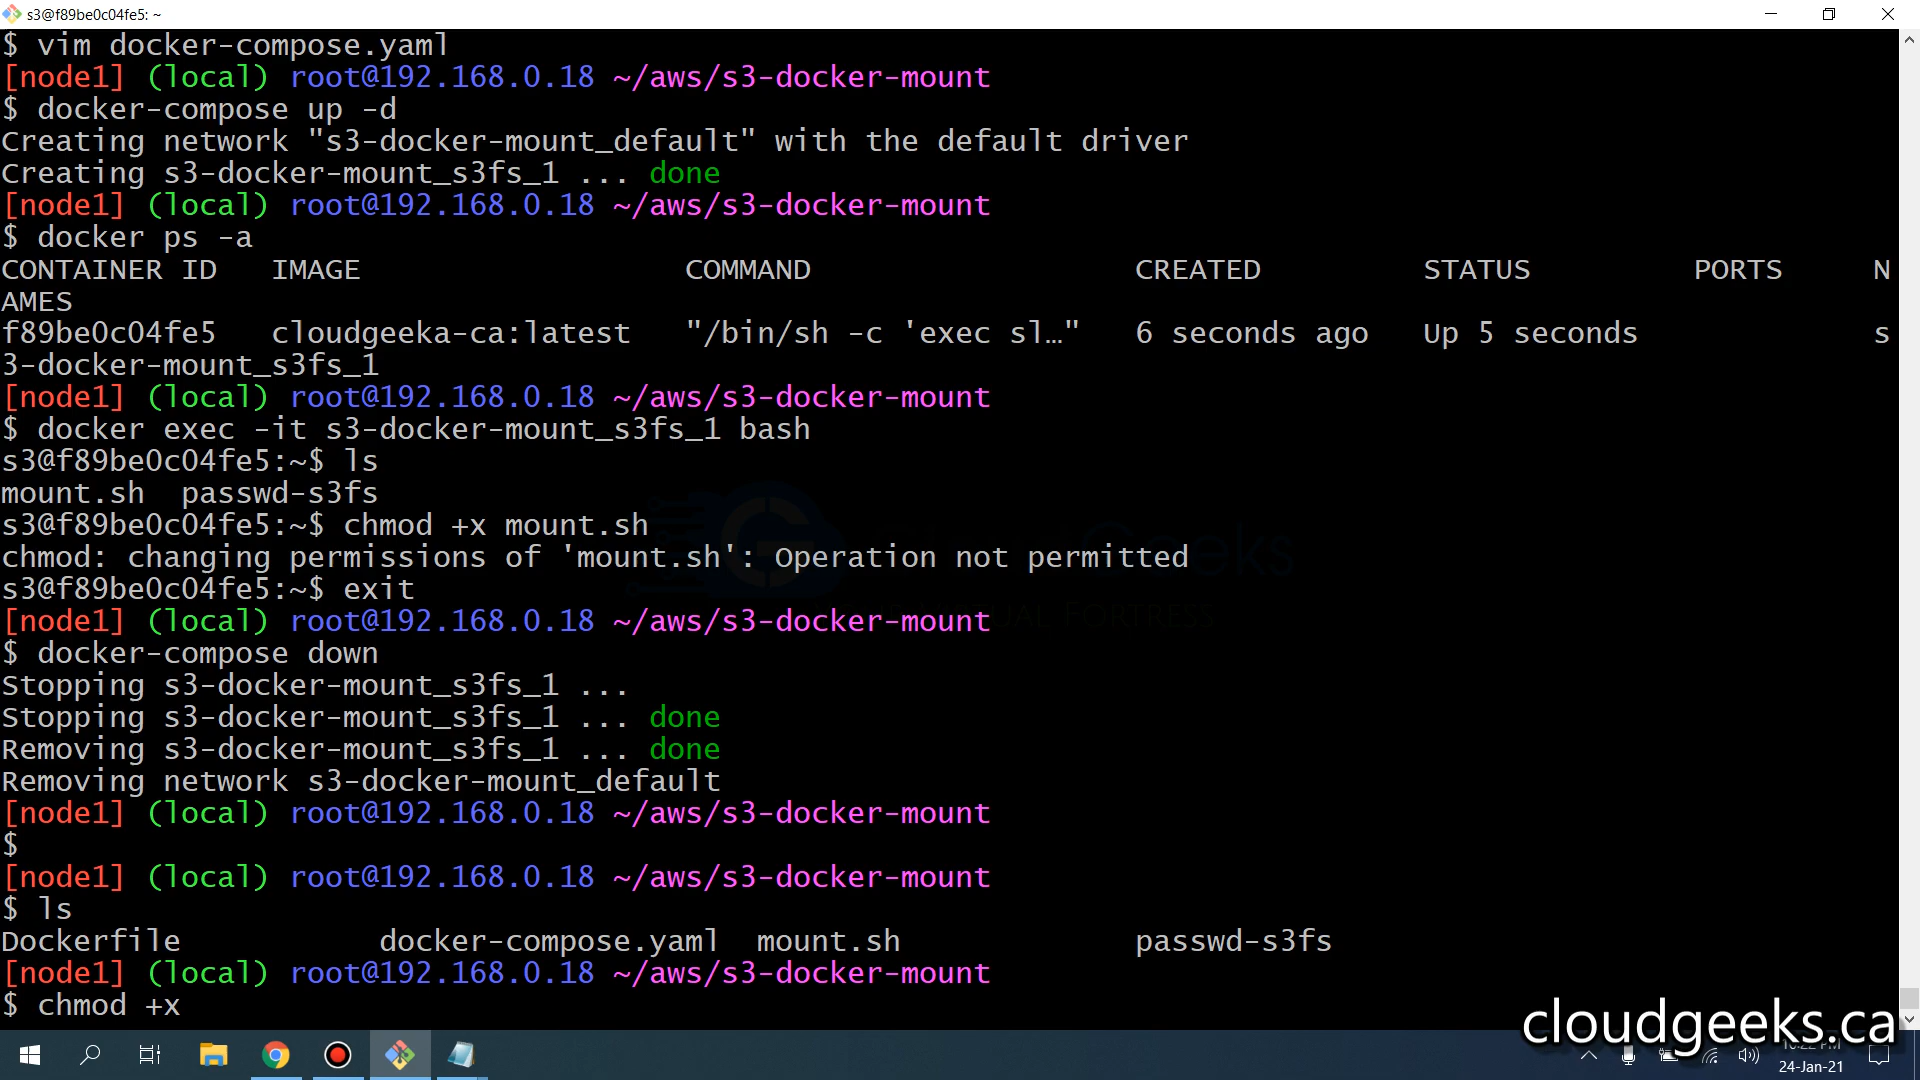 s3@f89be0c04fe5: ~
$ vim docker-compose.yaml
[node1] (local) root@192.168.0.18 ~/aws/s3-docker-mount
$ docker-compose up -d
Creating network "s3-docker-mount_default" with the default driver
Creating s3-docker-mount_s3fs_1 ... done
[node1] (local) root@192.168.0.18 ~/aws/s3-docker-mount
$ docker ps -a
CONTAINER ID   IMAGE                  COMMAND                  CREATED         STATUS         PORTS     N
AMES
f89be0c04fe5   cloudgeeka-ca:latest   "/bin/sh -c 'exec sl…"   6 seconds ago   Up 5 seconds             s
3-docker-mount_s3fs_1
[node1] (local) root@192.168.0.18 ~/aws/s3-docker-mount
$ docker exec -it s3-docker-mount_s3fs_1 bash
s3@f89be0c04fe5:~$ ls
mount.sh  passwd-s3fs
s3@f89be0c04fe5:~$ chmod +x mount.sh
chmod: changing permissions of 'mount.sh': Operation not permitted
s3@f89be0c04fe5:~$ exit
[node1] (local) root@192.168.0.18 ~/aws/s3-docker-mount
$ docker-compose down
Stopping s3-docker-mount_s3fs_1 ...
Stopping s3-docker-mount_s3fs_1 ... done
Removing s3-docker-mount_s3fs_1 ... done
Removing network s3-docker-mount_default
[node1] (local) root@192.168.0.18 ~/aws/s3-docker-mount
$
[node1] (local) root@192.168.0.18 ~/aws/s3-docker-mount
$ ls
Dockerfile           docker-compose.yaml  mount.sh             passwd-s3fs
[node1] (local) root@192.168.0.18 ~/aws/s3-docker-mount
$ chmod +x
cloudgeeks.ca
24-Jan-21